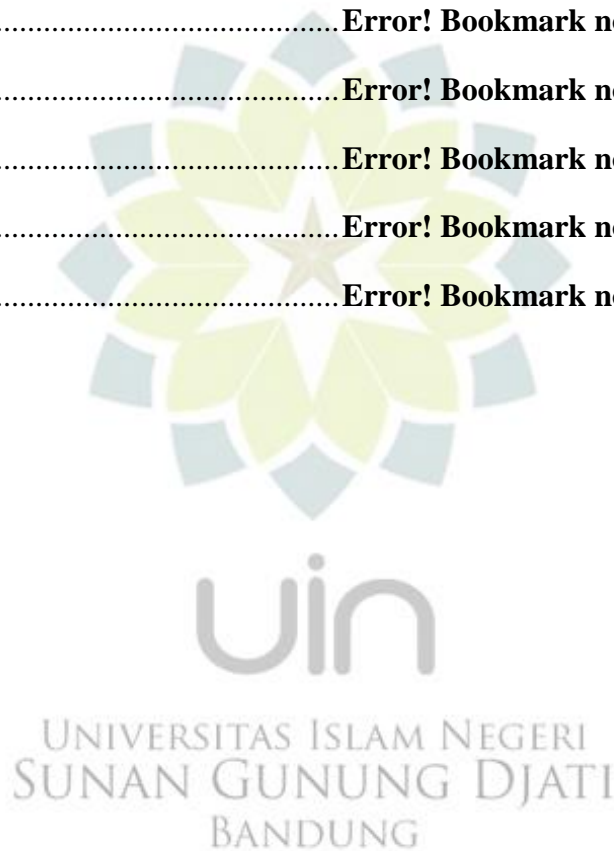 ....................................Error! Bookmark n
....................................Error! Bookmark n
....................................Error! Bookmark n
....................................Error! Bookmark n
....................................Error! Bookmark n
uin
UNIVERSITAS ISLAM NEGERI
SUNAN GUNUNG DJATI
BANDUNG